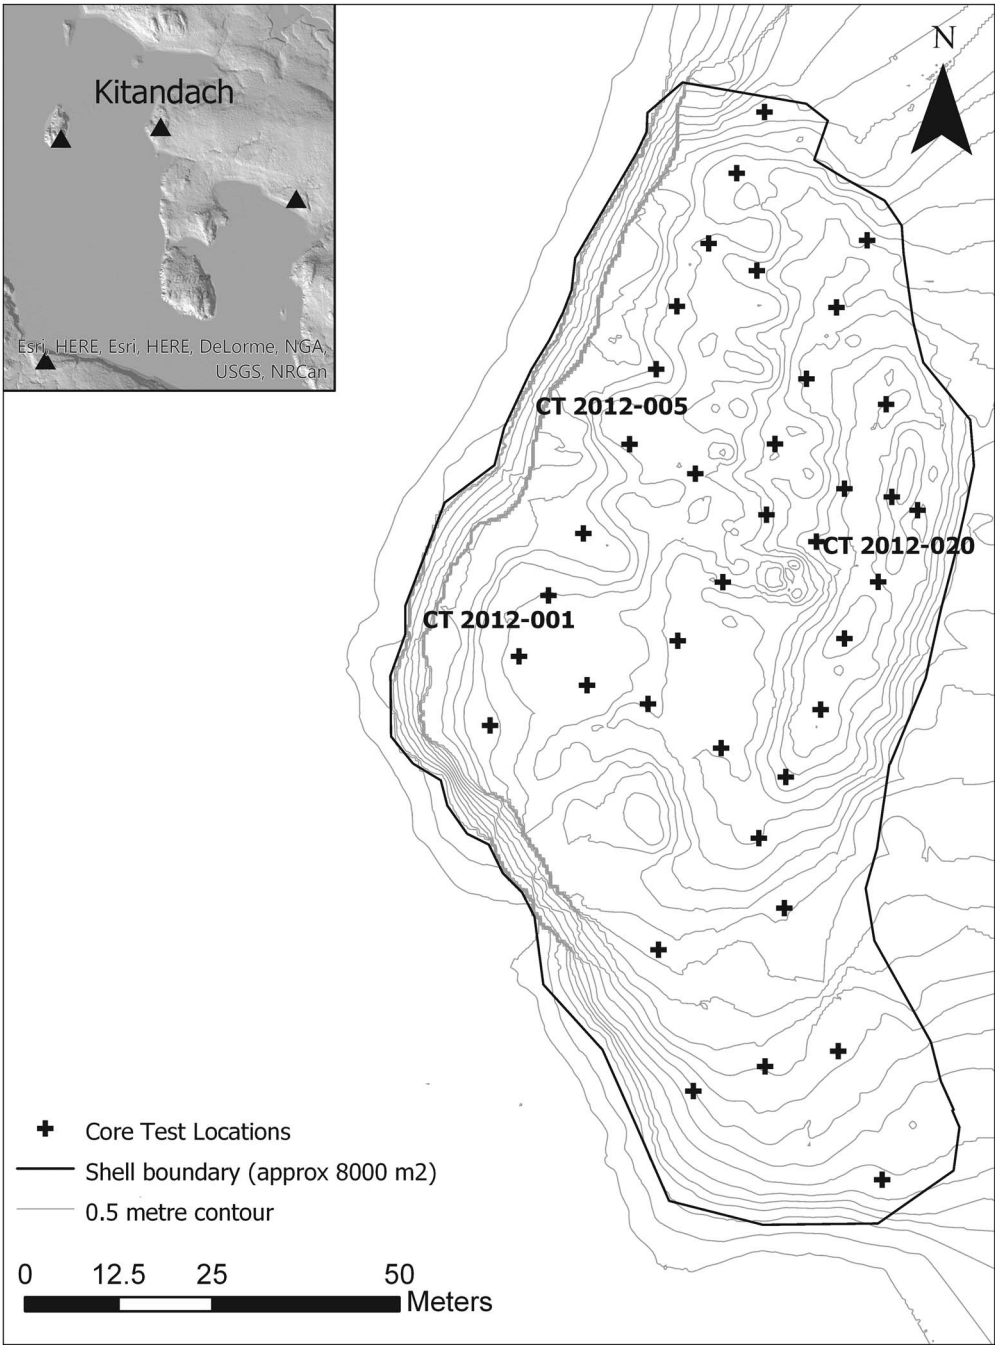 Kitandach
Esri, HERE, Esri, HERE, DeLorme, NGA,
USGS, NRCan
N
CT 2012-005
CT 2012-020
CT 2012-001
Core Test Locations
Shell boundary (approx 8000 m2)
0.5 metre contour
0 12.5 25 50
Meters